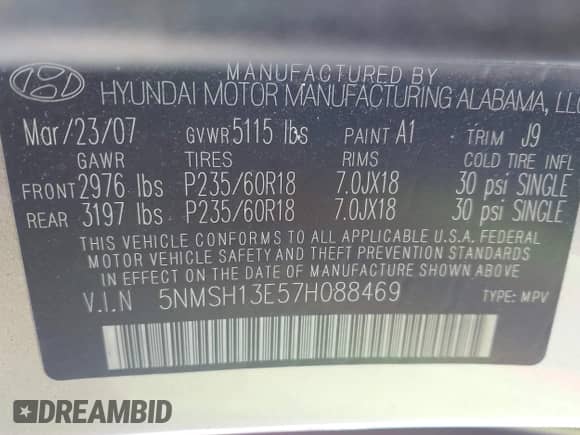 MANUFACTURED BY
HYUNDAI MOTOR MANUFACTURING ALABAMA, LLC
Mar/23/07 GVWR 5115 lbs PAINT A1 TRIM J9
GAWR TIRES RIMS COLD TIRE INFL
FRONT 2976 lbs P235/60R18 7.0JX18 30 psi SINGLE
REAR 3197 lbs P235/60R18 7.0JX18 30 psi SINGLE
THIS VEHICLE CONFORMS TO ALL APPLICABLE U.S.A. FEDERAL
MOTOR VEHICLE SAFETY AND THEFT PREVENTION STANDARDS
IN EFFECT ON THE DATE OF MANUFACTURE SHOWN ABOVE.
V.I.N 5NMSH13E57H088469 TYPE: MPV
DREAMBID